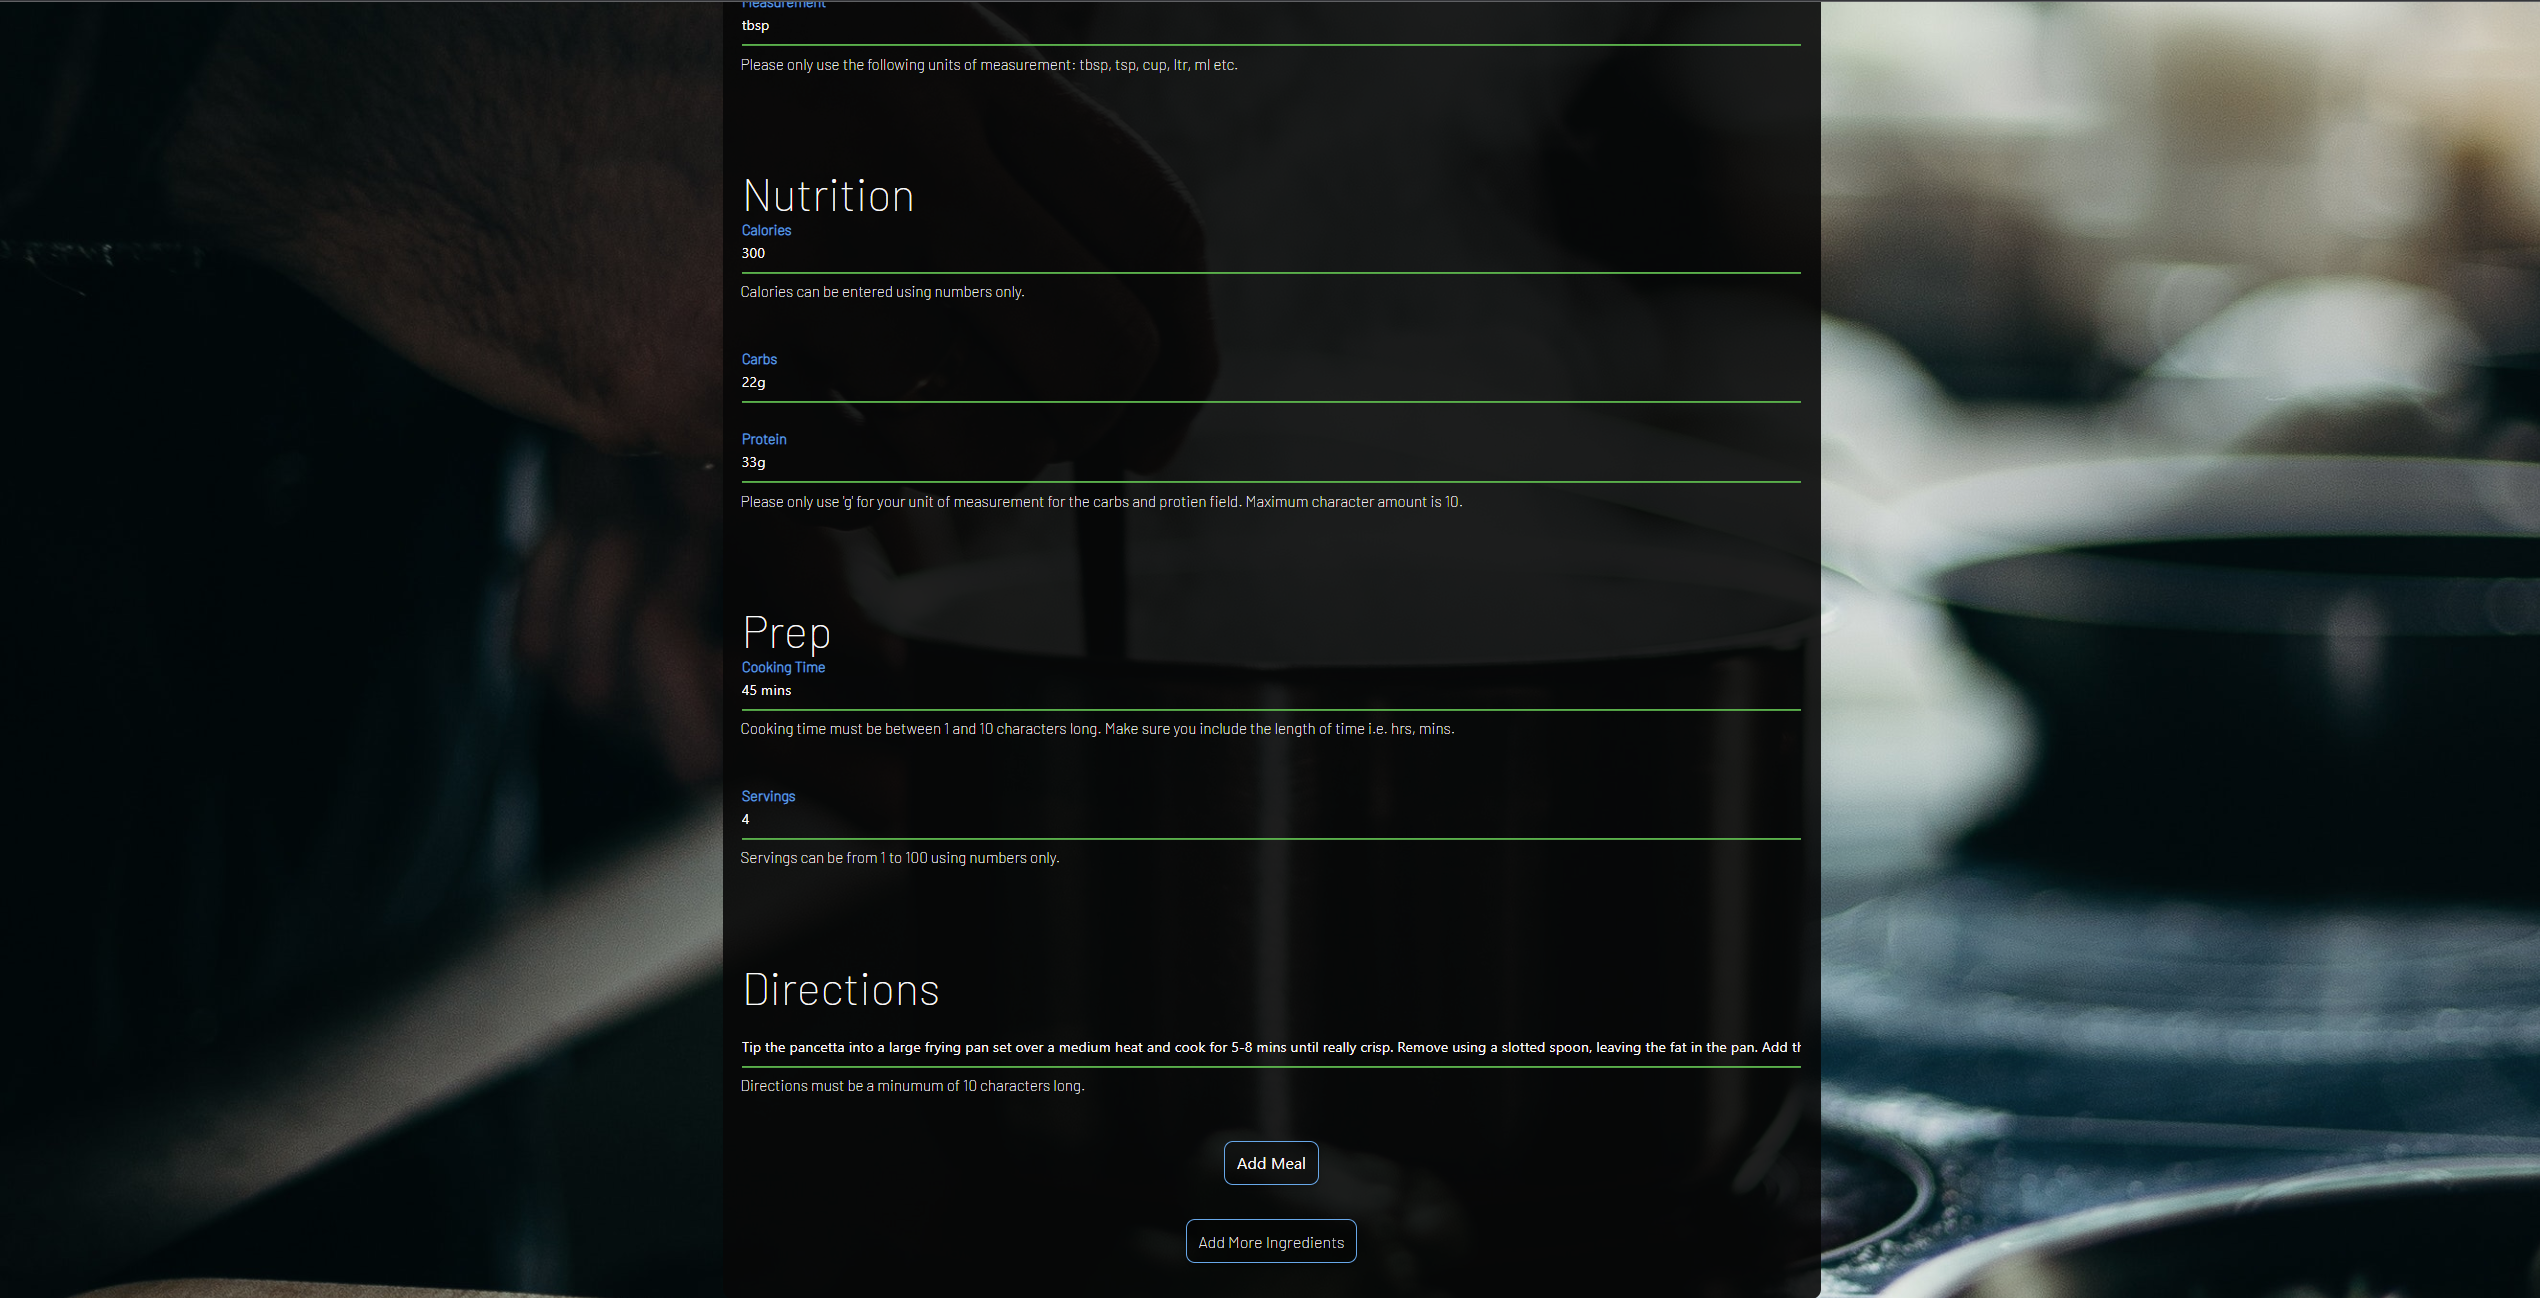 Measurement
tbsp
Please only use the following units of measurement: tbsp, tsp, cup, ltr, ml etc.
Nutrition
Calories
300
Calories can be entered using numbers only.
Carbs
22g
Protein
33g
Please only use 'g' for your unit of measurement for the carbs and protien field. Maximum character amount is 10.
Prep
Cooking Time
45 mins
Cooking time must be between 1 and 10 characters long. Make sure you include the length of time i.e. hrs, mins.
Servings
4
Servings can be from 1 to 100 using numbers only.
Directions
Tip the pancetta into a large frying pan set over a medium heat and cook for 5-8 mins until really crisp. Remove using a slotted spoon, leaving the fat in the pan. Add
Directions must be a minumum of 10 characters long.
Add Meal
Add More Ingredients